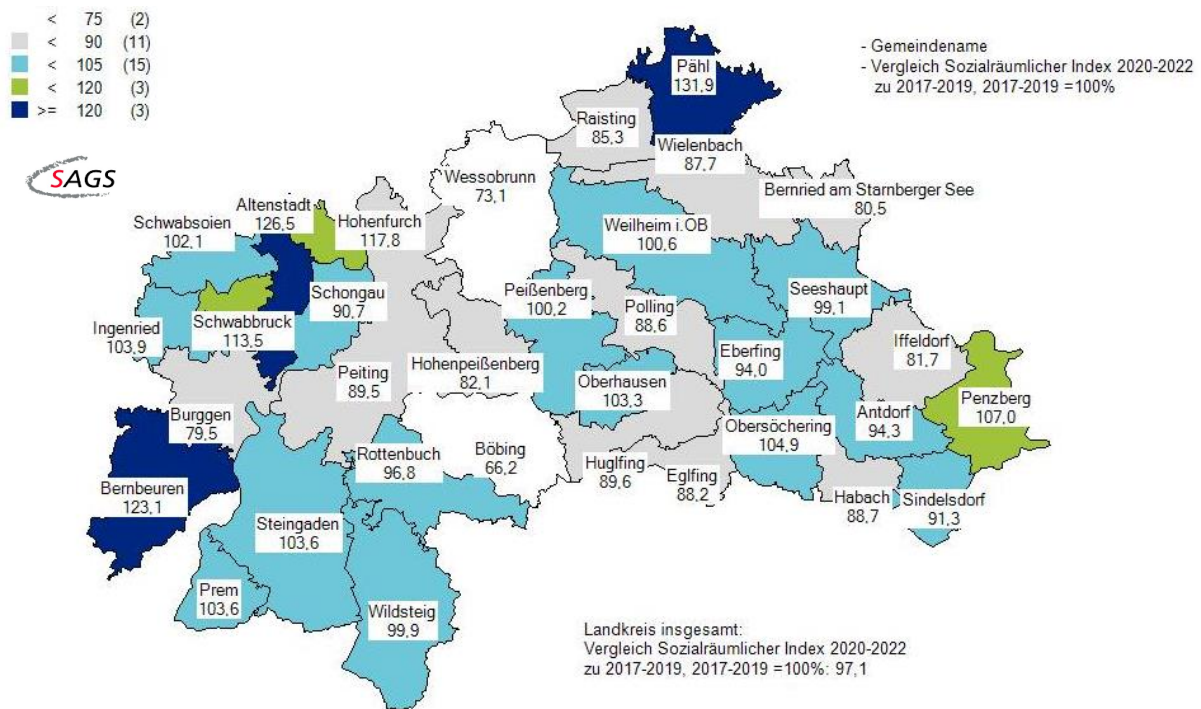 < 75 (2)
< 90 (11)
< 105 (15)
< 120 (3)
>= 120 (3)
- Gemeindename
- Vergleich Sozialräumlicher Index 2020-2022
zu 2017-2019, 2017-2019 =100%
SAGS
Pähl
131,9
Raisting
85,3
Wielenbach
87,7
Wessobrunn
73,1
Bernried am Starnberger See
80,5
Altenstadt
126,5
Schwabsoien
102,1
Hohenfurch
117,8
Weilheim i.OB
100,6
Schongau
90,7
Peißenberg
100,2
Seeshaupt
99,1
Polling
88,6
Ingenried
103,9
Schwabbruck
113,5
Iffeldorf
81,7
Eberfing
94,0
Hohenpeißenberg
82,1
Peiting
89,5
Oberhausen
103,3
Penzberg
107,0
Burggen
79,5
Antdorf
94,3
Obersöchering
104,9
Böbing
66,2
Rottenbuch
96,8
Huglfing
89,6
Eglfing
88,2
Bernbeuren
123,1
Habach
88,7
Sindelsdorf
91,3
Steingaden
103,6
Prem
103,6
Wildsteig
99,9
Landkreis insgesamt:
Vergleich Sozialräumlicher Index 2020-2022
zu 2017-2019, 2017-2019 =100%: 97,1